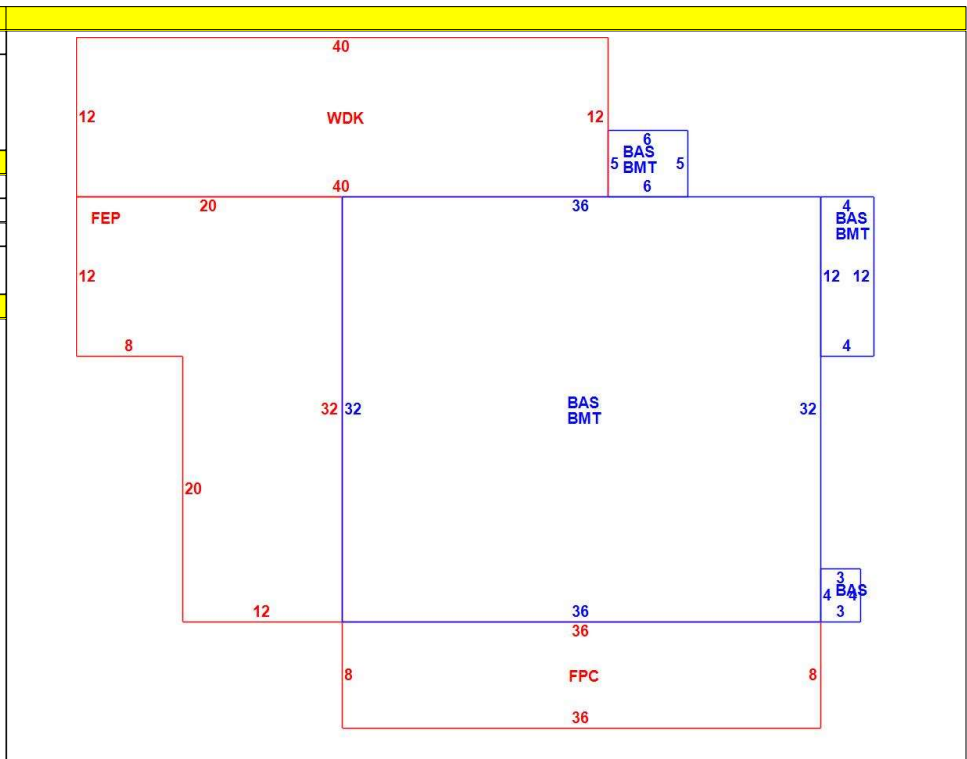 40
12 WDK 12
6
BAS
5 BMT 5
6
40
20 36 4
FEP BAS
BMT
12 12 12
8 4
BAS
32 32 32
BMT
20
3
4 BAS 4
12 36 3
36
8 FPC 8
36